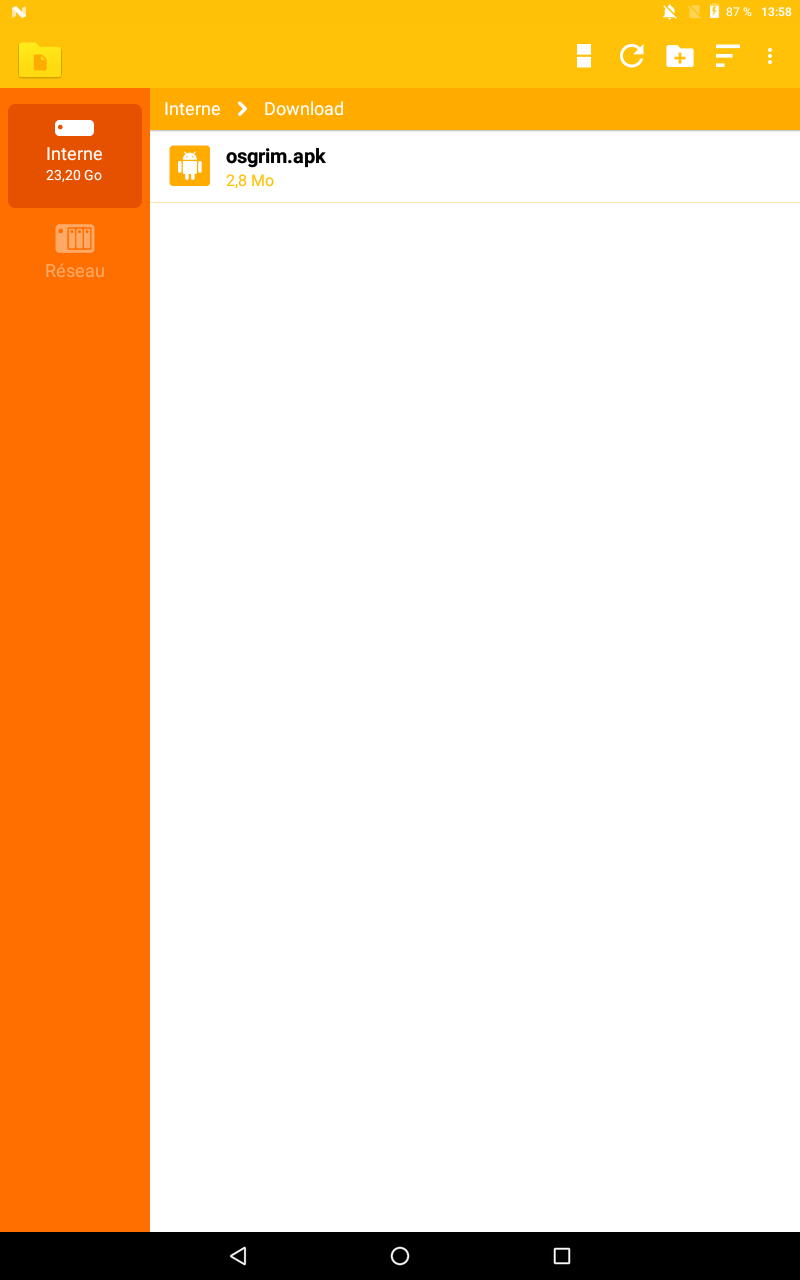 87 % 13:58
Interne Download
Interne
23,20 Go
Réseau
osgrim.apk
2,8 Mo